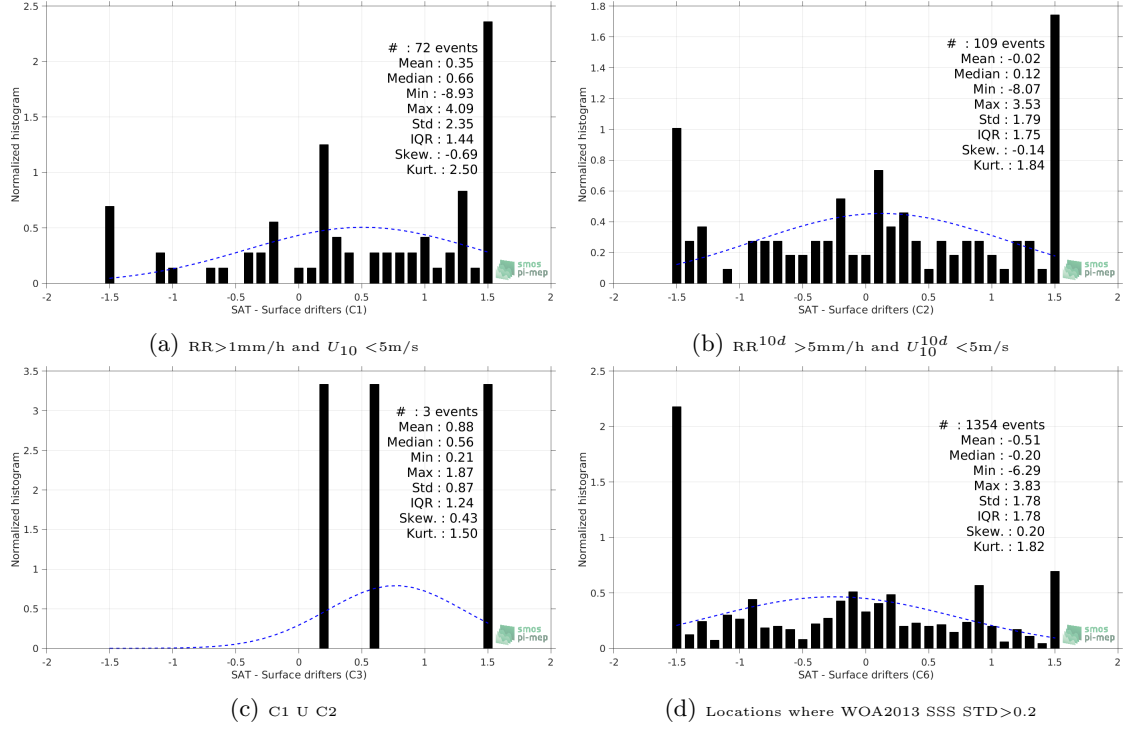 2.5
2
1.5
1
0.5
0
-2
-1.5
-1
-0.5
0
0.5
1
1.5
2
Normalized histogram
SAT - Surface drifters (C1)
# : 72 events
Mean : 0.35
Median : 0.66
Min : -8.93
Max : 4.09
Std : 2.35
IQR : 1.44
Skew. : -0.69
Kurt. : 2.50
smos
pi-mep
(a) RR>1mm/h and U10 <5m/s
1.8
1.6
1.4
1.2
1
0.8
0.6
0.4
0.2
0
-2
-1.5
-1
-0.5
0
0.5
1
1.5
2
Normalized histogram
SAT - Surface drifters (C2)
# : 109 events
Mean : -0.02
Median : 0.12
Min : -8.07
Max : 3.53
Std : 1.79
IQR : 1.75
Skew. : -0.14
Kurt. : 1.84
smos
pi-mep
(b) RR10d >5mm/h and U10 10d <5m/s
3.5
3
2.5
2
1.5
1
0.5
0
-2
-1.5
-1
-0.5
0
0.5
1
1.5
2
Normalized histogram
SAT - Surface drifters (C3)
# : 3 events
Mean : 0.88
Median : 0.56
Min : 0.21
Max : 1.87
Std : 0.87
IQR : 1.24
Skew. : 0.43
Kurt. : 1.50
smos
pi-mep
(c) C1 U C2
2.5
2
1.5
1
0.5
0
-2
-1.5
-1
-0.5
0
0.5
1
1.5
2
Normalized histogram
SAT - Surface drifters (C6)
# : 1354 events
Mean : -0.51
Median : -0.20
Min : -6.29
Max : 3.83
Std : 1.78
IQR : 1.78
Skew. : 0.20
Kurt. : 1.82
smos
pi-mep
(d) Locations where WOA2013 SSS STD>0.2